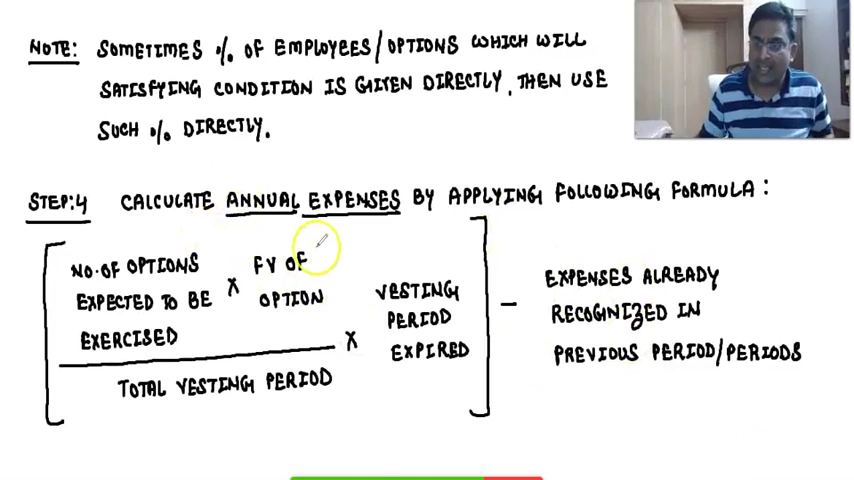 NOTE: SOMETIMES % OF EMPLOYEES/OPTIONS WHICH WILL
SATISFYING CONDITION IS GIVEN DIRECTLY, THEN USE
SUCH % DIRECTLY.
STEP:4 CALCULATE ANNUAL EXPENSES BY APPLYING FOLLOWING FORMULA:
NO. OF OPTIONS
EXPECTED TO BE
EXERCISED
X
FV OF
OPTION
TOTAL VESTING PERIOD
X
VESTING
PERIOD
EXPIRED
–
EXPENSES ALREADY
RECOGNIZED IN
PREVIOUS PERIOD/PERIODS